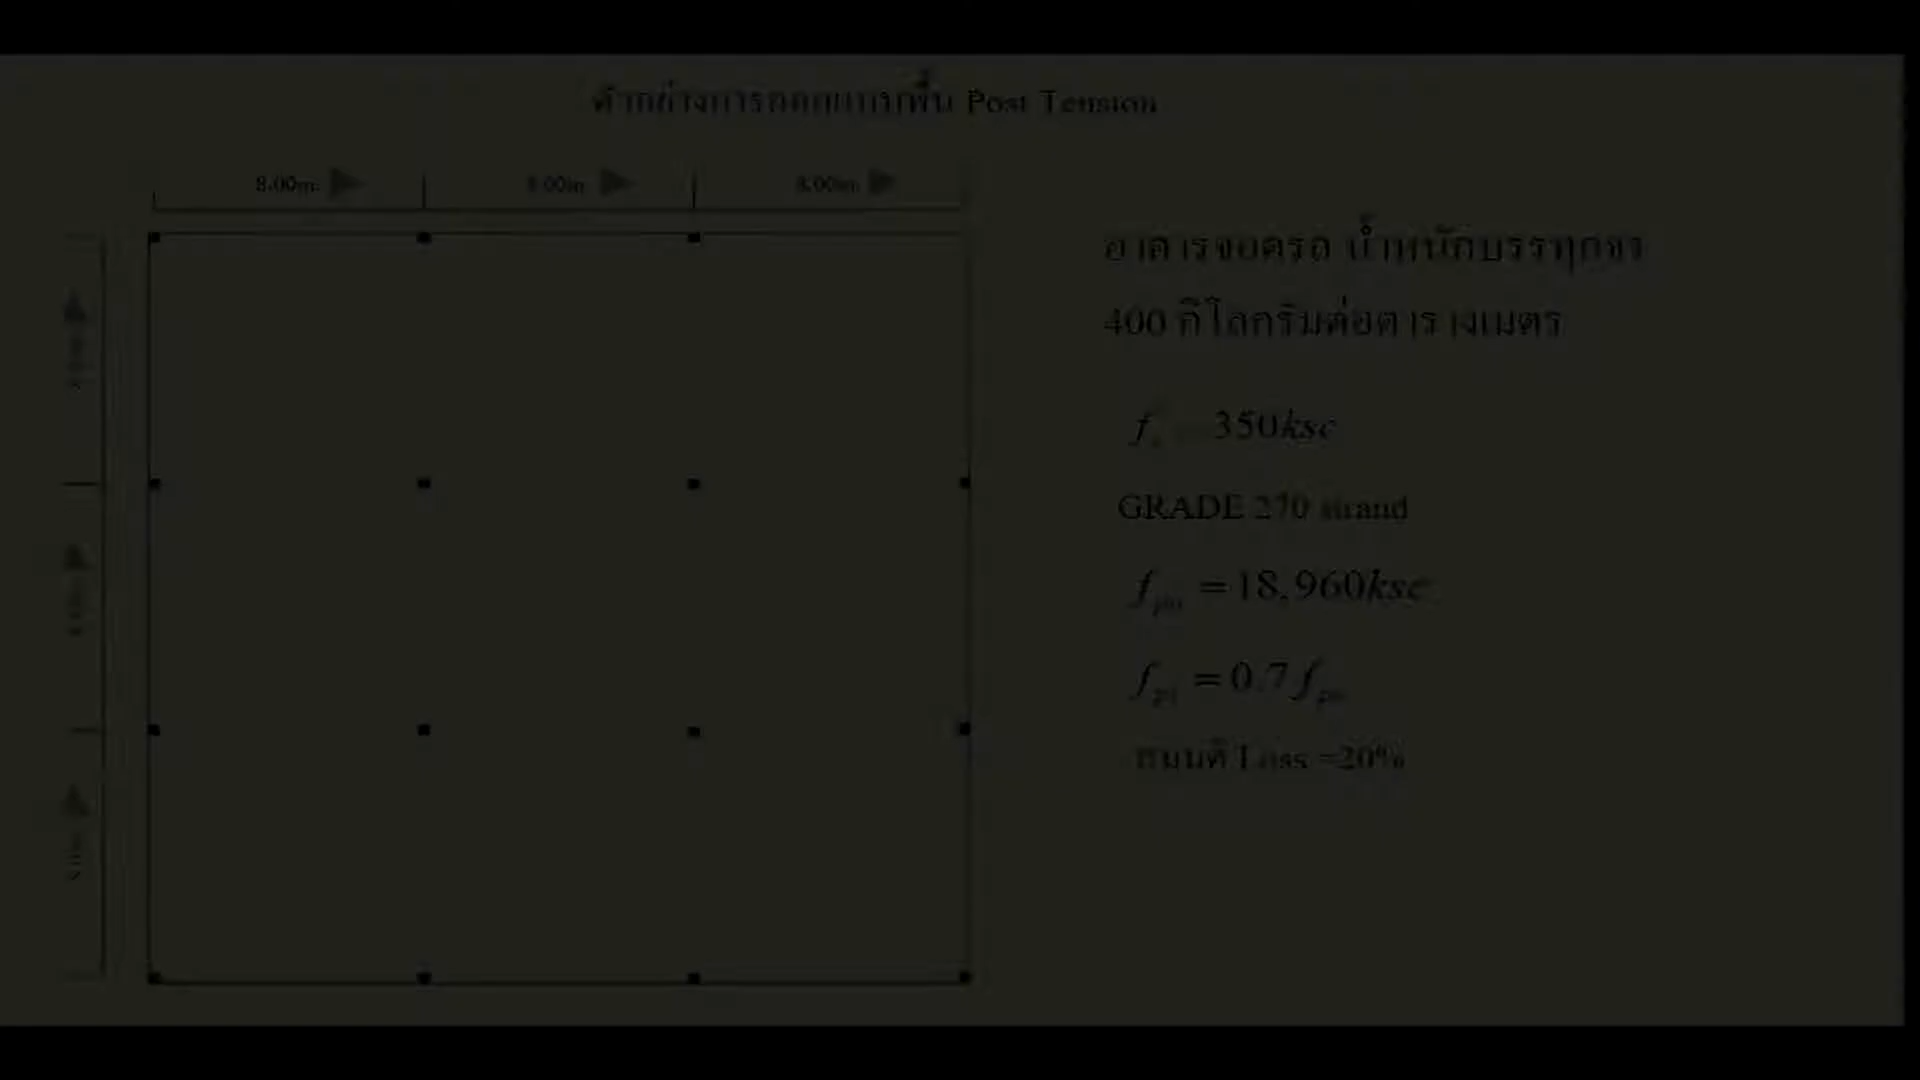 ตัวอย่างการออกแบบพื้น Post Tension
8.00m. 8.00m. 8.00m.
อาคารจอดรถ น้ำหนักบรรทุกจร
400 กิโลกรัมต่อตารางเมตร
f = 350ksc
GRADE 270 strand
fpu = 18,960ksc
fpi = 0.7fpu
สมมติ Loss =20%